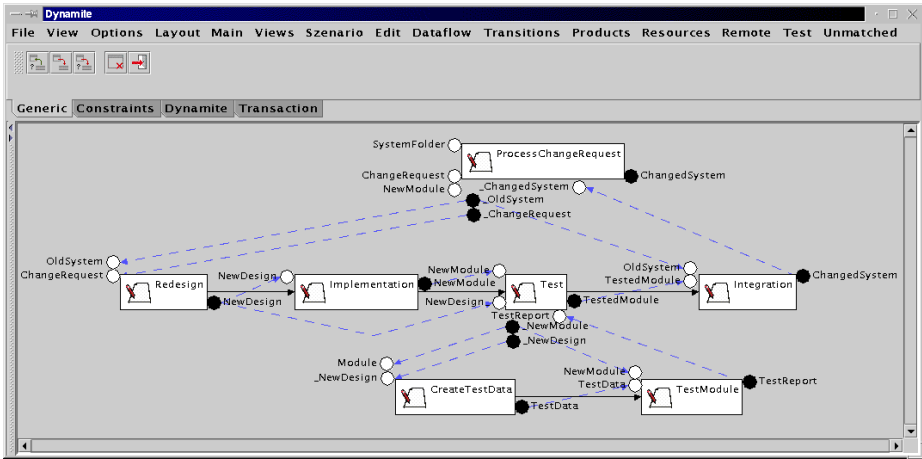 Dynamite
File View Options Layout Main Views Szenario Edit Dataflow Transitions Products Resources Remote Test Unmatched
Generic Constraints Dynamite Transaction
SystemFolder
ProcessChangeRequest
ChangeRequest
ChangedSystem
NewModule
_ChangedSystem
_OldSystem
_ChangeRequest
OldSystem
ChangeRequest
Redesign
NewDesign
NewDesign
Implementation
NewModule
NewModule
NewDesign
Test
TestedModule
OldSystem
TestedModule
Integration
ChangedSystem
TestReport
_NewModule
_NewDesign
Module
_NewDesign
CreateTestData
TestData
NewModule
TestData
TestModule
TestReport